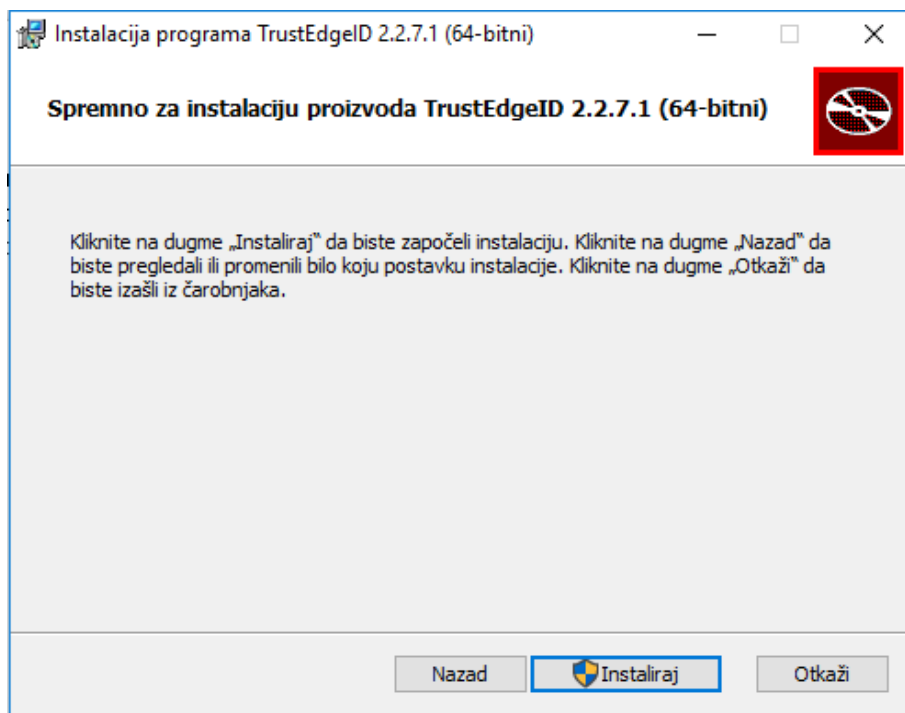 Instalacija programa TrustEdgeID 2.2.7.1 (64-bitni)
Spremno za instalaciju proizvoda TrustEdgeID 2.2.7.1 (64-bitni)
Kliknite na dugme „Instaliraj“ da biste započeli instalaciju. Kliknite na dugme „Nazad“ da
biste pregledali ili promenili bilo koju postavku instalacije. Kliknite na dugme „Otkaži“ da
biste izašli iz čarobnjaka.
Nazad
Instaliraj
Otkaži